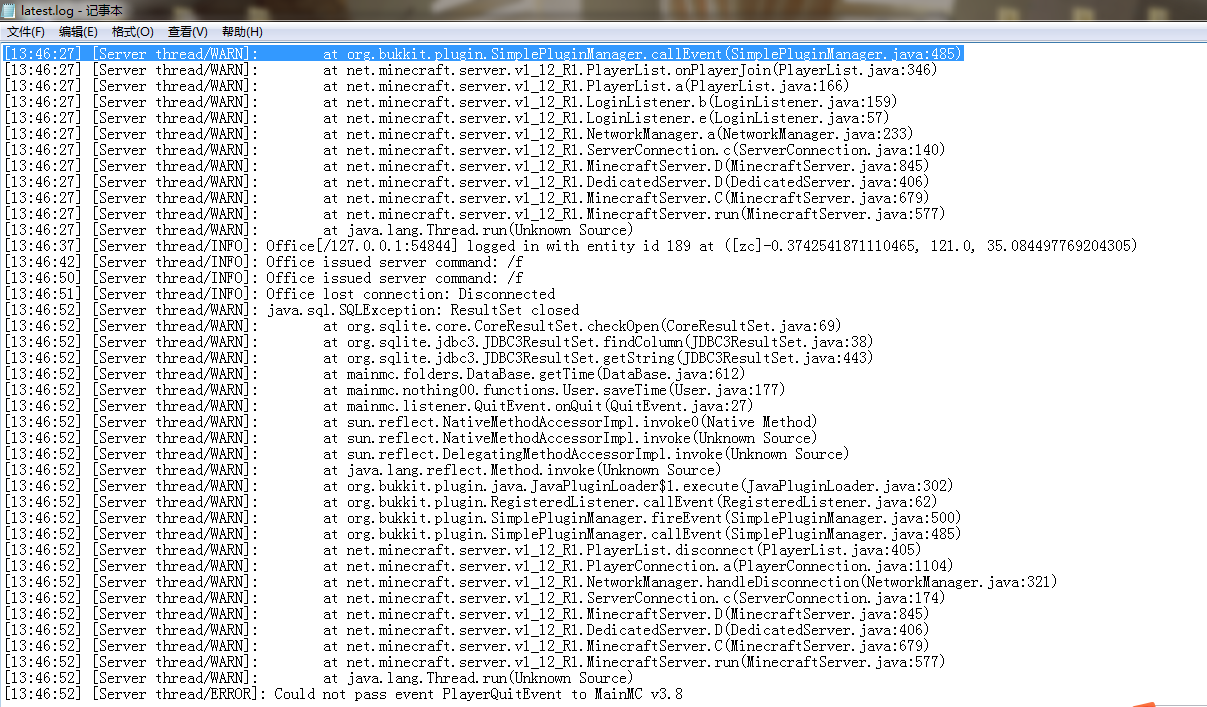 latest.log - 记事本
文件(F) 编辑(E) 格式(O) 查看(V) 帮助(H)
[13:46:27] [Server thread/WARN]: at org.bukkit.plugin.SimplePluginManager.callEvent(SimplePluginManager.java:485)
[13:46:27] [Server thread/WARN]: at net.minecraft.server.v1_12_R1.PlayerList.onPlayerJoin(PlayerList.java:346)
[13:46:27] [Server thread/WARN]: at net.minecraft.server.v1_12_R1.PlayerList.a(PlayerList.java:166)
[13:46:27] [Server thread/WARN]: at net.minecraft.server.v1_12_R1.LoginListener.b(LoginListener.java:159)
[13:46:27] [Server thread/WARN]: at net.minecraft.server.v1_12_R1.LoginListener.e(LoginListener.java:57)
[13:46:27] [Server thread/WARN]: at net.minecraft.server.v1_12_R1.NetworkManager.a(NetworkManager.java:233)
[13:46:27] [Server thread/WARN]: at net.minecraft.server.v1_12_R1.ServerConnection.c(ServerConnection.java:140)
[13:46:27] [Server thread/WARN]: at net.minecraft.server.v1_12_R1.MinecraftServer.D(MinecraftServer.java:845)
[13:46:27] [Server thread/WARN]: at net.minecraft.server.v1_12_R1.DedicatedServer.D(DedicatedServer.java:406)
[13:46:27] [Server thread/WARN]: at net.minecraft.server.v1_12_R1.MinecraftServer.C(MinecraftServer.java:679)
[13:46:27] [Server thread/WARN]: at net.minecraft.server.v1_12_R1.MinecraftServer.run(MinecraftServer.java:577)
[13:46:27] [Server thread/WARN]: at java.lang.Thread.run(Unknown Source)
[13:46:37] [Server thread/INFO]: Office[/127.0.0.1:54844] logged in with entity id 189 at ([zc]-0.3742541871110465, 121.0, 35.084497769204305)
[13:46:42] [Server thread/INFO]: Office issued server command: /f
[13:46:50] [Server thread/INFO]: Office issued server command: /f
[13:46:51] [Server thread/INFO]: Office lost connection: Disconnected
[13:46:52] [Server thread/WARN]: java.sql.SQLException: ResultSet closed
[13:46:52] [Server thread/WARN]: at org.sqlite.core.CoreResultSet.checkOpen(CoreResultSet.java:69)
[13:46:52] [Server thread/WARN]: at org.sqlite.jdbc3.JDBC3ResultSet.findColumn(JDBC3ResultSet.java:38)
[13:46:52] [Server thread/WARN]: at org.sqlite.jdbc3.JDBC3ResultSet.getString(JDBC3ResultSet.java:443)
[13:46:52] [Server thread/WARN]: at mainmc.folders.DataBase.getTime(DataBase.java:612)
[13:46:52] [Server thread/WARN]: at mainmc.nothing00.functions.User.saveTime(User.java:177)
[13:46:52] [Server thread/WARN]: at mainmc.listener.QuitEvent.onQuit(QuitEvent.java:27)
[13:46:52] [Server thread/WARN]: at sun.reflect.NativeMethodAccessorImpl.invoke0(Native Method)
[13:46:52] [Server thread/WARN]: at sun.reflect.NativeMethodAccessorImpl.invoke(Unknown Source)
[13:46:52] [Server thread/WARN]: at sun.reflect.DelegatingMethodAccessorImpl.invoke(Unknown Source)
[13:46:52] [Server thread/WARN]: at java.lang.reflect.Method.invoke(Unknown Source)
[13:46:52] [Server thread/WARN]: at org.bukkit.plugin.java.JavaPluginLoader$1.execute(JavaPluginLoader.java:302)
[13:46:52] [Server thread/WARN]: at org.bukkit.plugin.RegisteredListener.callEvent(RegisteredListener.java:62)
[13:46:52] [Server thread/WARN]: at org.bukkit.plugin.SimplePluginManager.fireEvent(SimplePluginManager.java:500)
[13:46:52] [Server thread/WARN]: at org.bukkit.plugin.SimplePluginManager.callEvent(SimplePluginManager.java:485)
[13:46:52] [Server thread/WARN]: at net.minecraft.server.v1_12_R1.PlayerList.disconnect(PlayerList.java:405)
[13:46:52] [Server thread/WARN]: at net.minecraft.server.v1_12_R1.PlayerConnection.a(PlayerConnection.java:1104)
[13:46:52] [Server thread/WARN]: at net.minecraft.server.v1_12_R1.NetworkManager.handleDisconnection(NetworkManager.java:321)
[13:46:52] [Server thread/WARN]: at net.minecraft.server.v1_12_R1.ServerConnection.c(ServerConnection.java:174)
[13:46:52] [Server thread/WARN]: at net.minecraft.server.v1_12_R1.MinecraftServer.D(MinecraftServer.java:845)
[13:46:52] [Server thread/WARN]: at net.minecraft.server.v1_12_R1.DedicatedServer.D(DedicatedServer.java:406)
[13:46:52] [Server thread/WARN]: at net.minecraft.server.v1_12_R1.MinecraftServer.C(MinecraftServer.java:679)
[13:46:52] [Server thread/WARN]: at net.minecraft.server.v1_12_R1.MinecraftServer.run(MinecraftServer.java:577)
[13:46:52] [Server thread/WARN]: at java.lang.Thread.run(Unknown Source)
[13:46:52] [Server thread/ERROR]: Could not pass event PlayerQuitEvent to MainMC v3.8